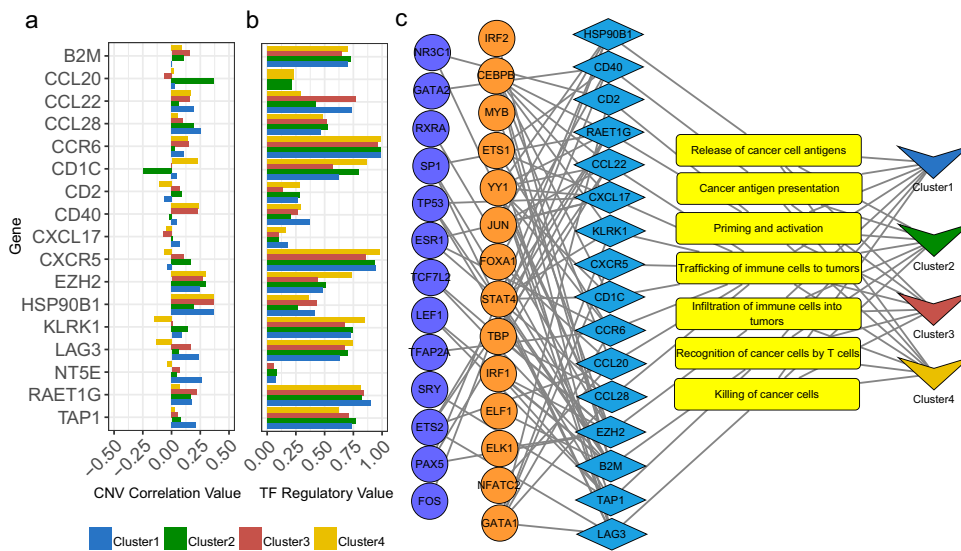 a
b
c
Gene
B2M
CCL20
CCL22
CCL28
CCR6
CD1C
CD2
CD40
CXCL17
CXCR5
EZH2
HSP90B1
KLRK1
LAG3
NT5E
RAET1G
TAP1
−0.50
−0.25
0.00
0.25
0.50
CNV Correlation Value
0.00
0.25
0.50
0.75
1.00
TF Regulatory Value
Cluster1
Cluster2
Cluster3
Cluster4
NR3C1
GATA2
RXRA
SP1
TP53
ESR1
TCF7L2
LEF1
TFAP2A
SRY
ETS2
PAX5
FOS
IRF2
CEBPB
MYB
ETS1
YY1
JUN
FOXA1
STAT4
TBP
IRF1
ELF1
ELK1
NFATC2
GATA1
HSP90B1
CD40
CD2
RAET1G
CCL22
CXCL17
KLRK1
CXCR5
CD1C
CCR6
CCL20
CCL28
EZH2
B2M
TAP1
LAG3
Release of cancer cell antigens
Cancer antigen presentation
Priming and activation
Trafficking of immune cells to tumors
Infiltration of immune cells into
tumors
Recognition of cancer cells by T cells
Killing of cancer cells
Cluster1
Cluster2
Cluster3
Cluster4